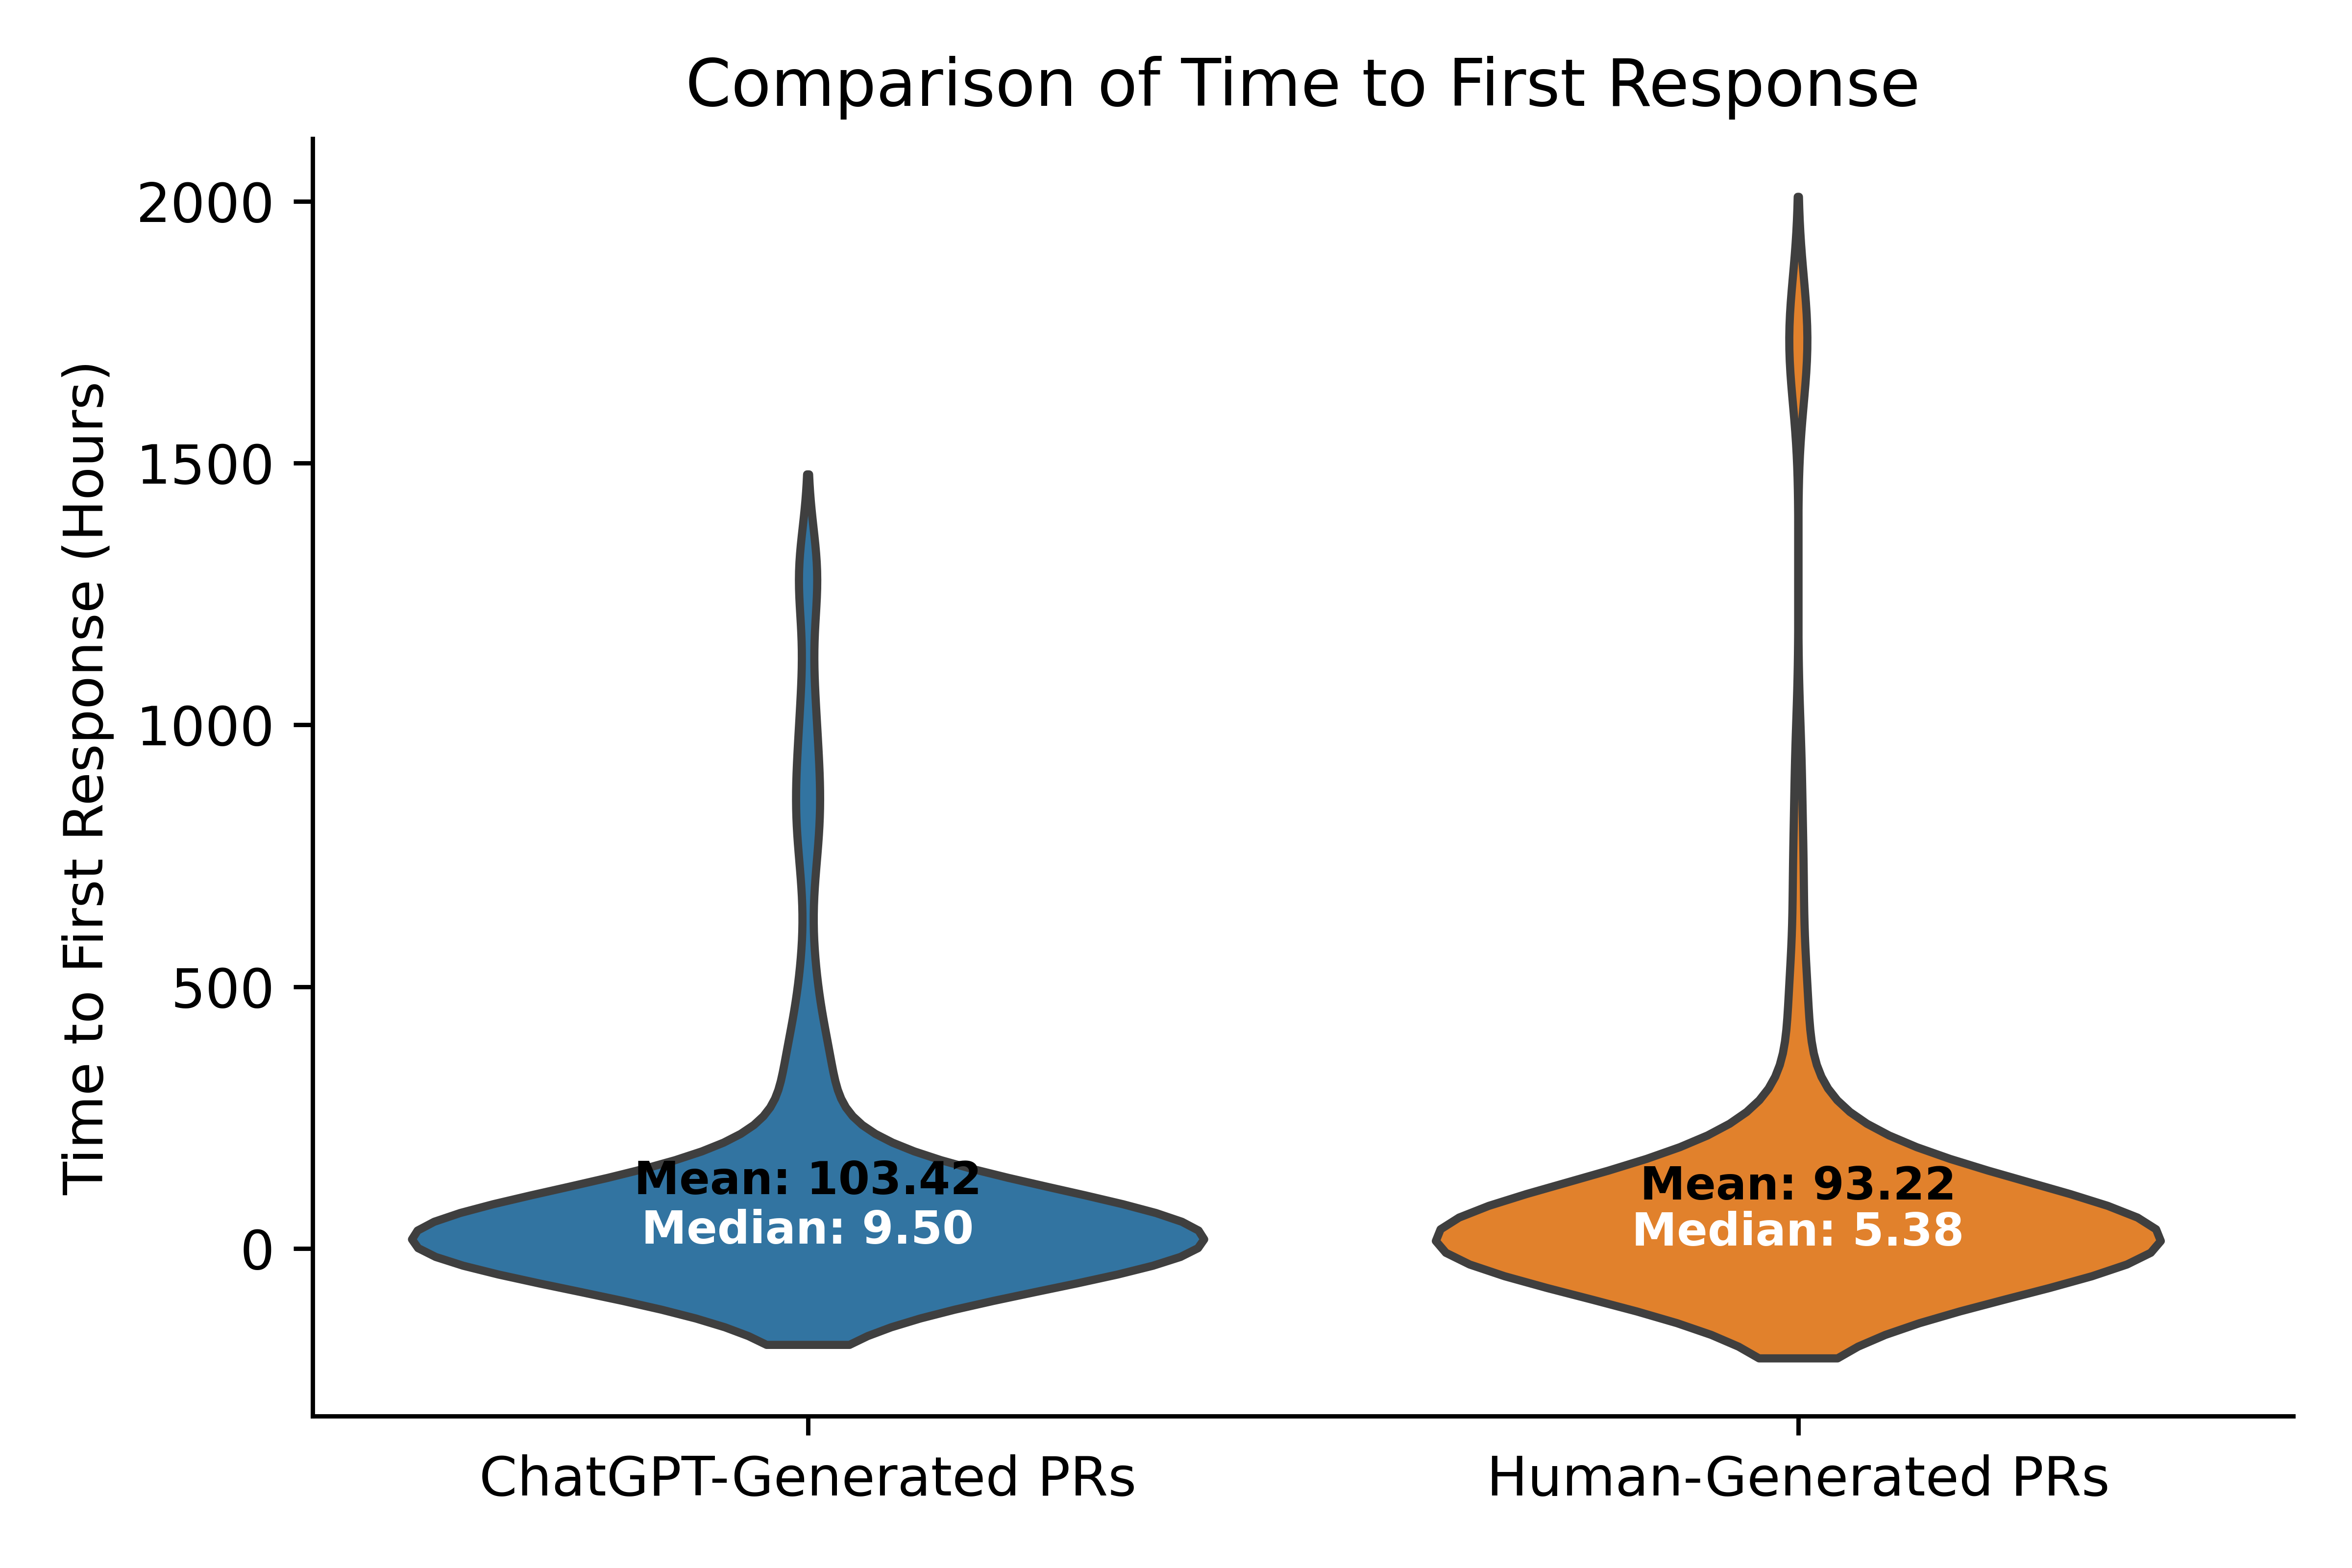 Comparison of Time to First Response
Time to First Response (Hours)
2000
1500
1000
500
0
Mean: 103.42
Median: 9.50
Mean: 93.22
Median: 5.38
ChatGPT-Generated PRs
Human-Generated PRs